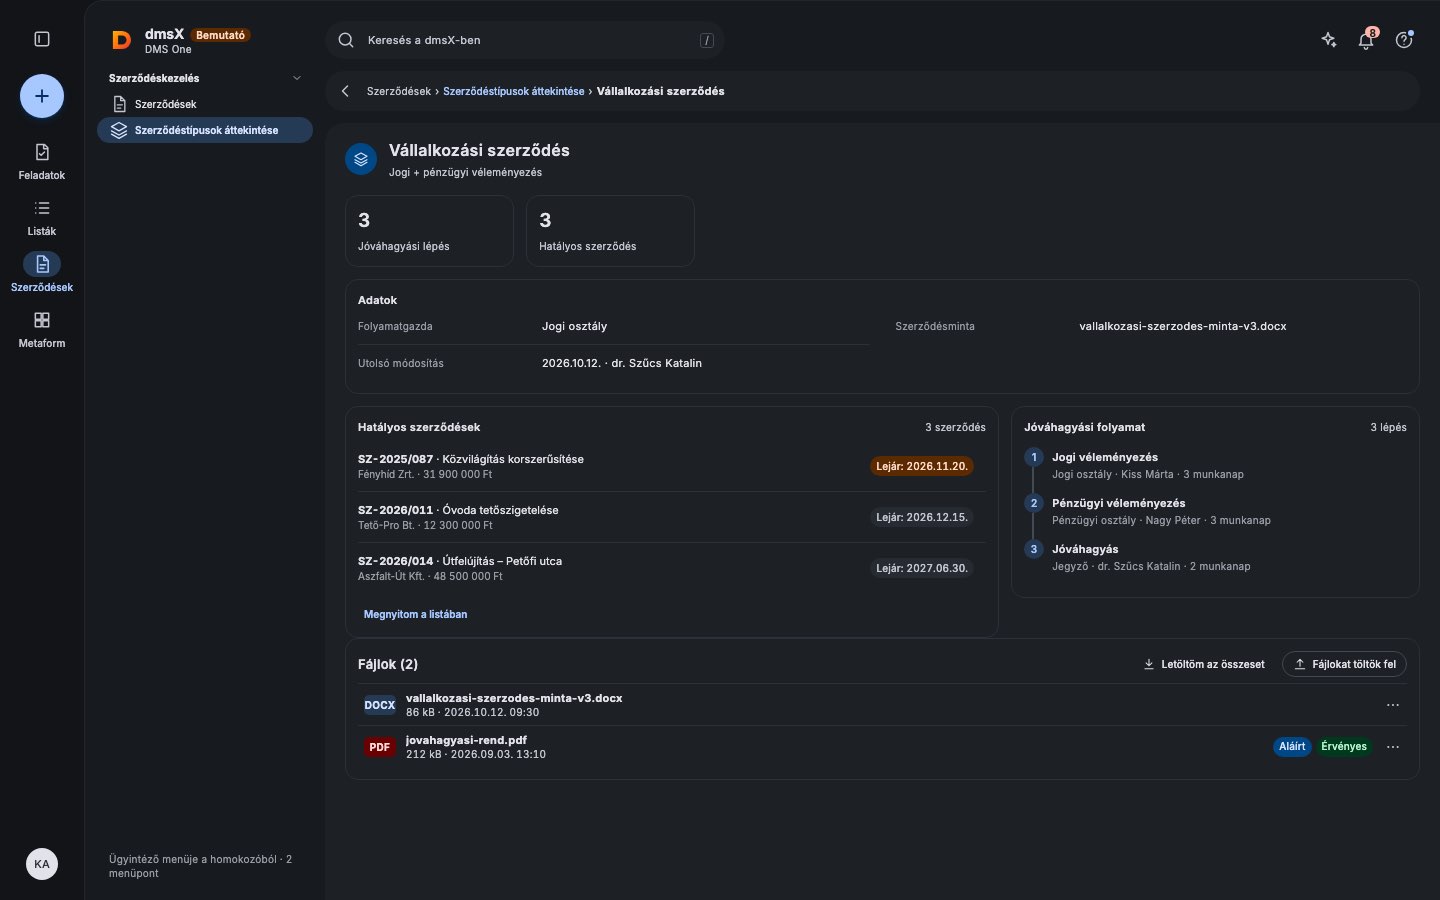 dmsX Bemutató
DMS One
Keresés a dmsX-ben /
8
Szerződéskezelés
Szerződések
Szerződéstípusok áttekintése
Feladatok
Listák
Szerződések
Metaform
KA
Ügyintéző menüje a homokozóból · 2
menüpont
Szerződések › Szerződéstípusok áttekintése › Vállalkozási szerződés
Vállalkozási szerződés
Jogi + pénzügyi véleményezés
3
Jóváhagyási lépés
3
Hatályos szerződés
Adatok
Folyamatgazda Jogi osztály
Szerződésminta vallalkozasi-szerzodes-minta-v3.docx
Utolsó módosítás 2026.10.12. · dr. Szűcs Katalin
Hatályos szerződések 3 szerződés
SZ-2025/087 · Közvilágítás korszerűsítése
Fényhíd Zrt. · 31 900 000 Ft
Lejár: 2026.11.20.
SZ-2026/011 · Óvoda tetőszigetelése
Tető-Pro Bt. · 12 300 000 Ft
Lejár: 2026.12.15.
SZ-2026/014 · Útfelújítás – Petőfi utca
Aszfalt-Út Kft. · 48 500 000 Ft
Lejár: 2027.06.30.
Megnyitom a listában
Jóváhagyási folyamat 3 lépés
1 Jogi véleményezés
Jogi osztály · Kiss Márta · 3 munkanap
2 Pénzügyi véleményezés
Pénzügyi osztály · Nagy Péter · 3 munkanap
3 Jóváhagyás
Jegyző · dr. Szűcs Katalin · 2 munkanap
Fájlok (2) Letöltöm az összeset Fájlokat töltök fel
DOCX vallalkozasi-szerzodes-minta-v3.docx
86 kB · 2026.10.12. 09:30
PDF jovahagyasi-rend.pdf
212 kB · 2026.09.03. 13:10
Aláírt Érvényes